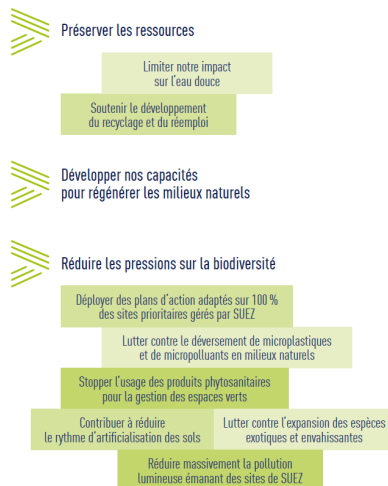 Préserver les ressources
Limiter notre impact
sur l'eau douce
Soutenir le développement
du recyclage et du réemploi
Développer nos capacités
pour régénérer les milieux naturels
Réduire les pressions sur la biodiversité
Déployer des plans d'action adaptés sur 100 %
des sites prioritaires gérés par SUEZ
Lutter contre le déversement de microplastiques
et de micropolluants en milieux naturels
Stopper l'usage des produits phytosanitaires
pour la gestion des espaces verts
Contribuer à réduire
le rythme d'artificialisation des sols
Lutter contre l'expansion des espèces
exotiques et envahissantes
Réduire massivement la pollution
lumineuse émanant des sites de SUEZ